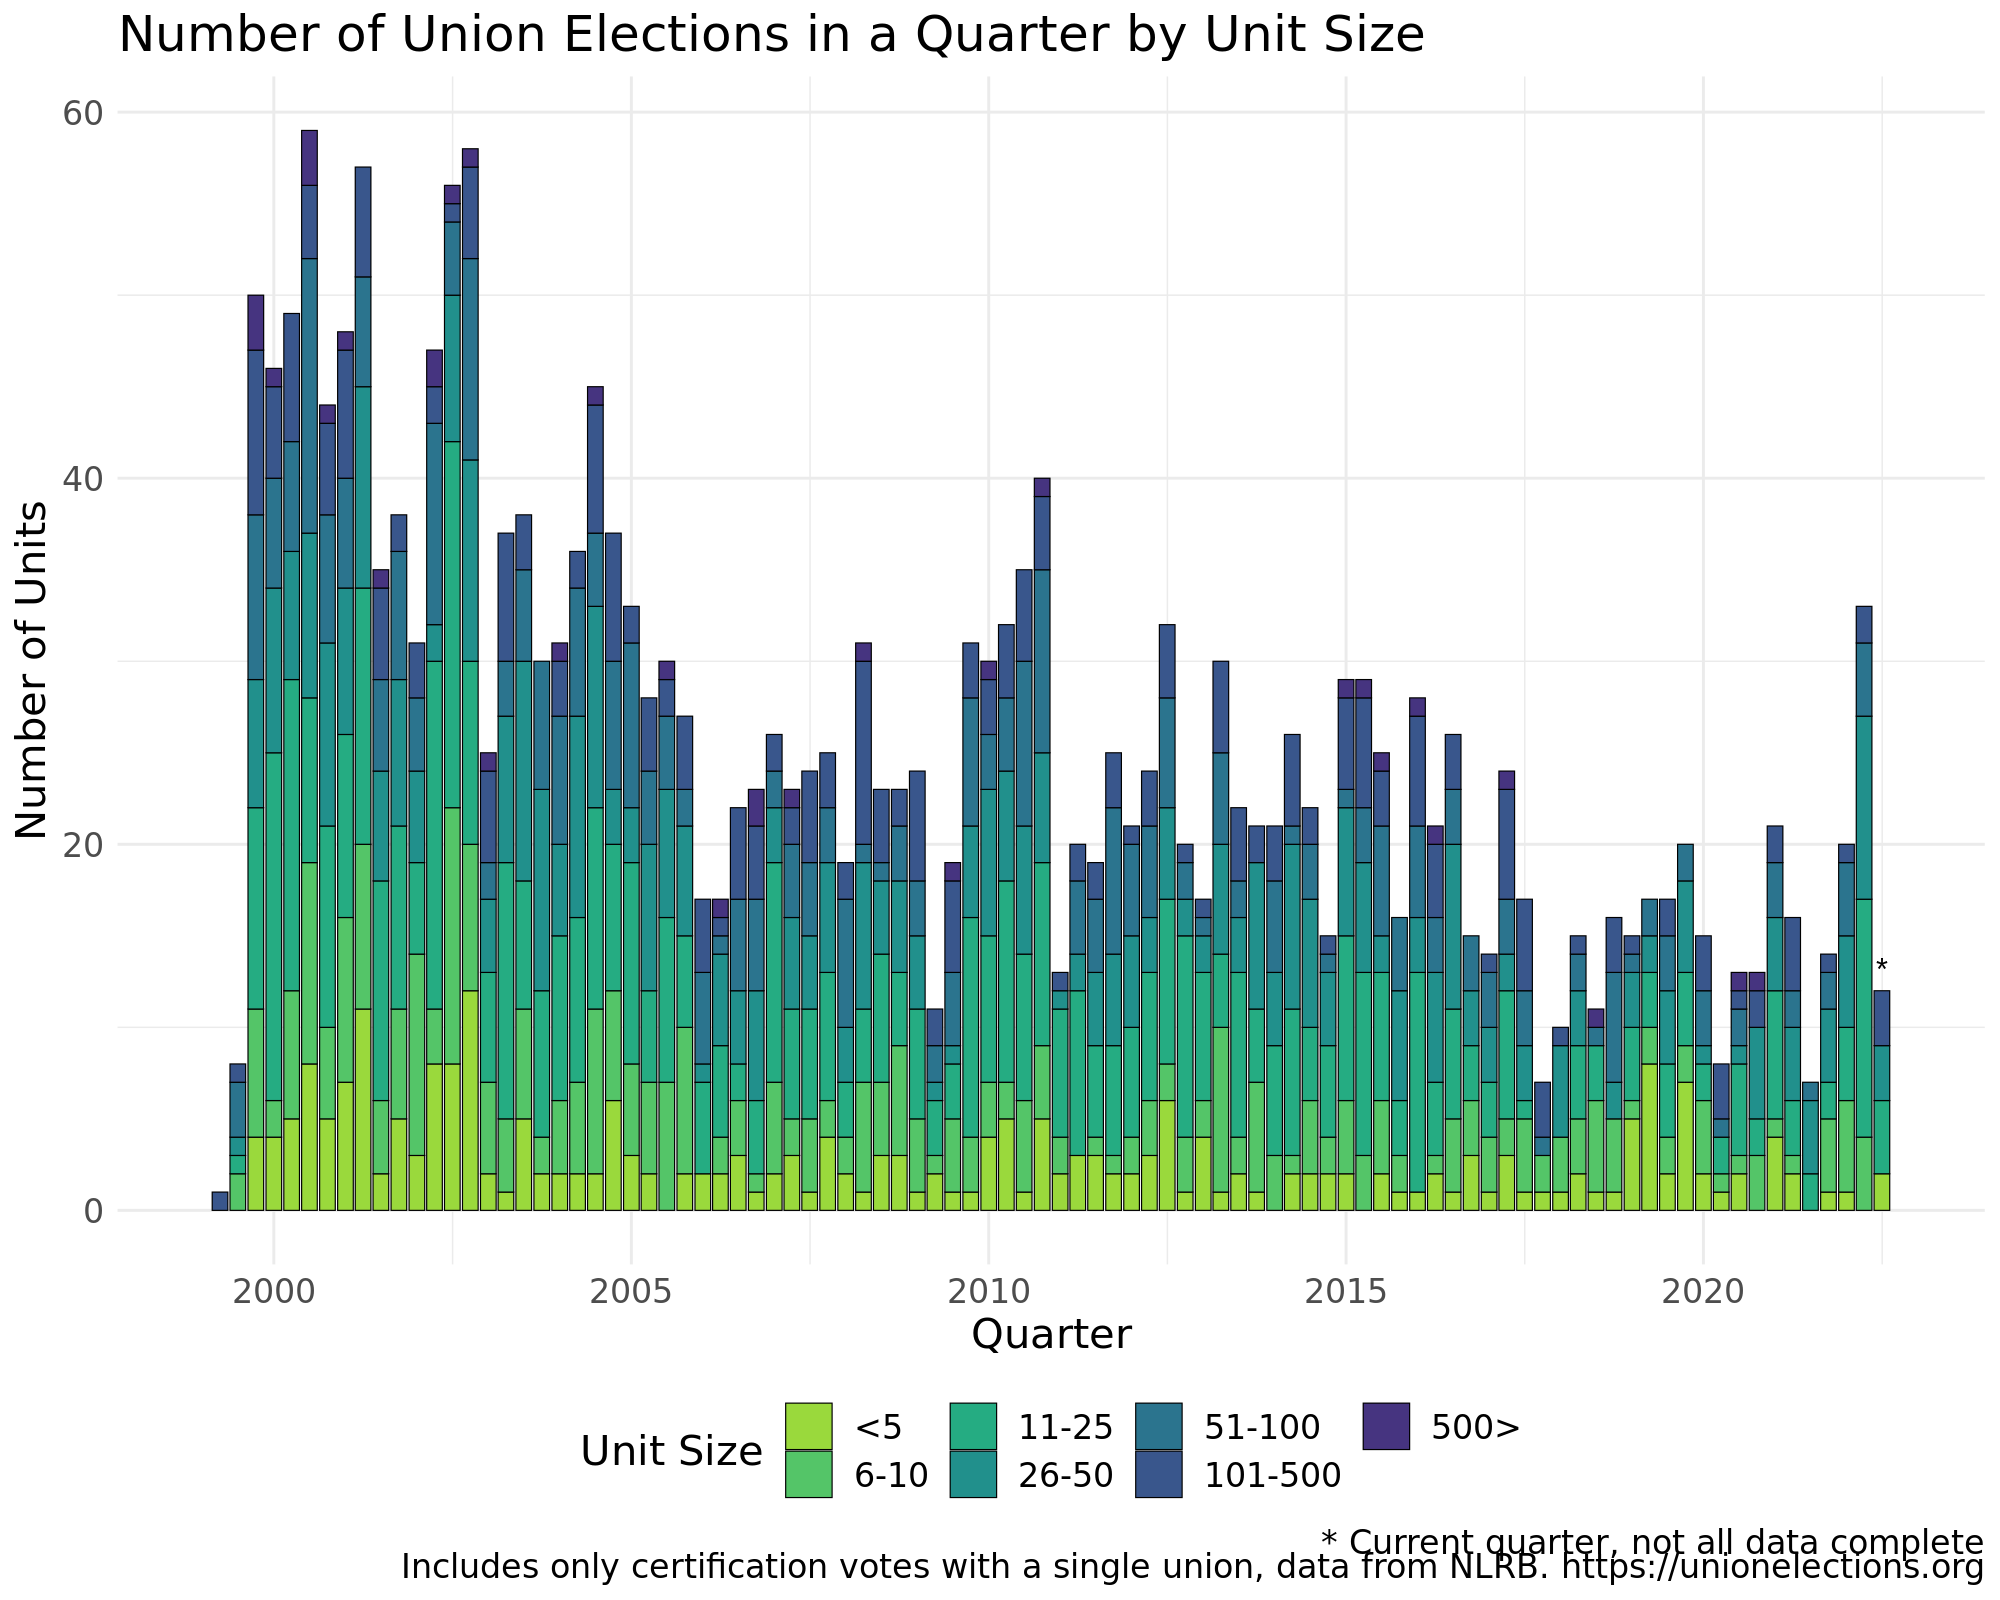 Number of Union Elections in a Quarter by Unit Size
60
40
20
0
Number of Units
*
2000 2005 2010 2015 2020
Quarter
Unit Size
<5 11-25 51-100 500>
6-10 26-50 101-500
* Current quarter, not all data complete
Includes only certification votes with a single union, data from NLRB. https://unionelections.org